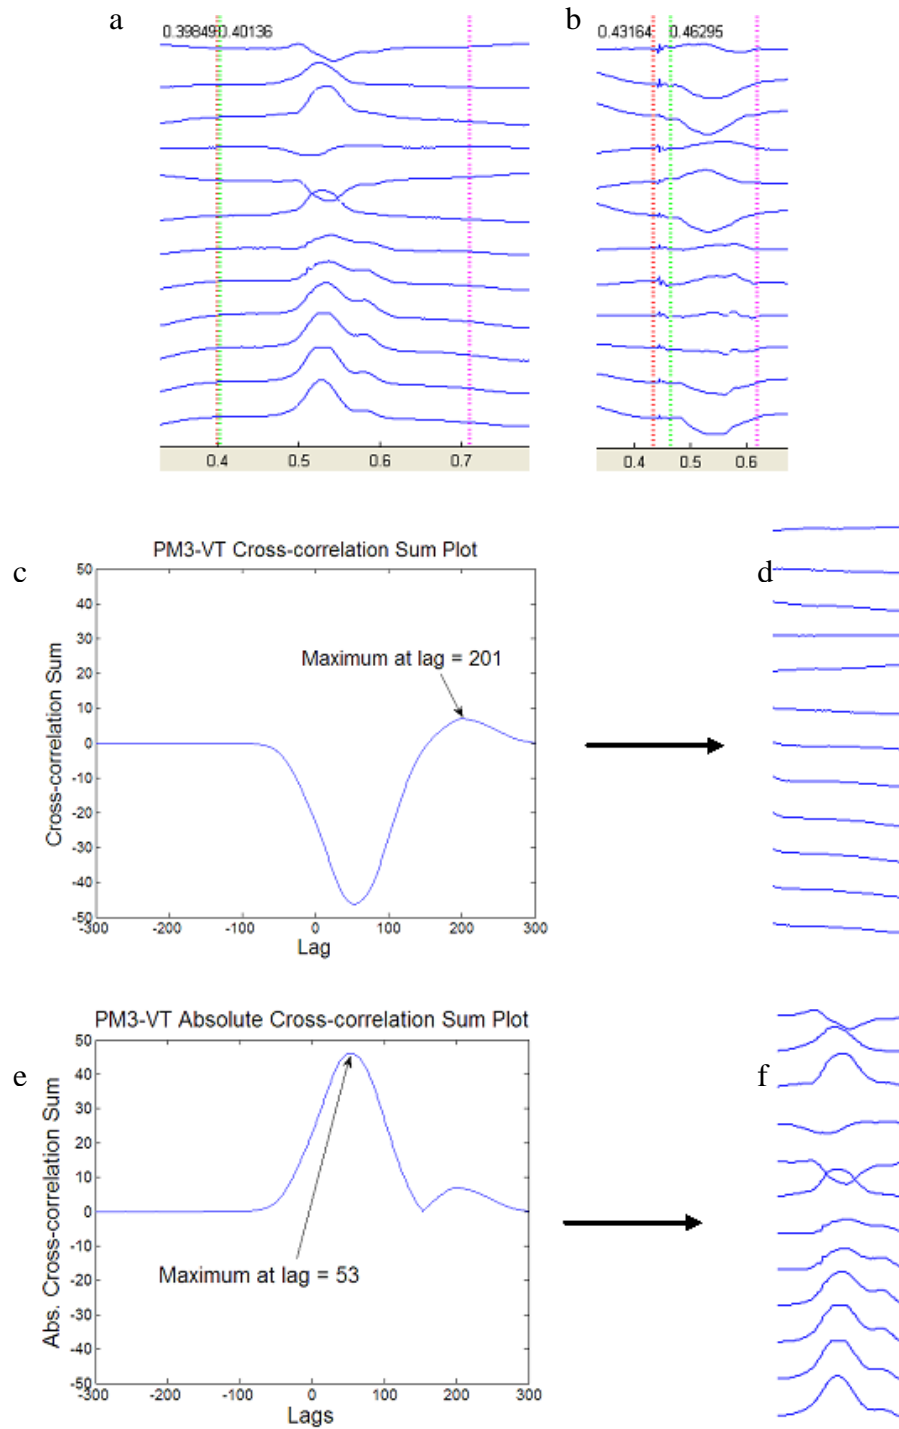 a
b
0.39849 0.40136
0.43164 0.46295
0.4 0.5 0.6 0.7
0.4 0.5 0.6
c
d
PM3-VT Cross-correlation Sum Plot
50
40
30
20
10
0
-10
-20
-30
-40
-50
Cross-correlation Sum
Maximum at lag = 201
-300 -200 -100 0 100 200 300
Lag
e
f
PM3-VT Absolute Cross-correlation Sum Plot
50
40
30
20
10
0
-10
-20
-30
-40
-50
Abs. Cross-correlation Sum
Maximum at lag = 53
-300 -200 -100 0 100 200 300
Lags